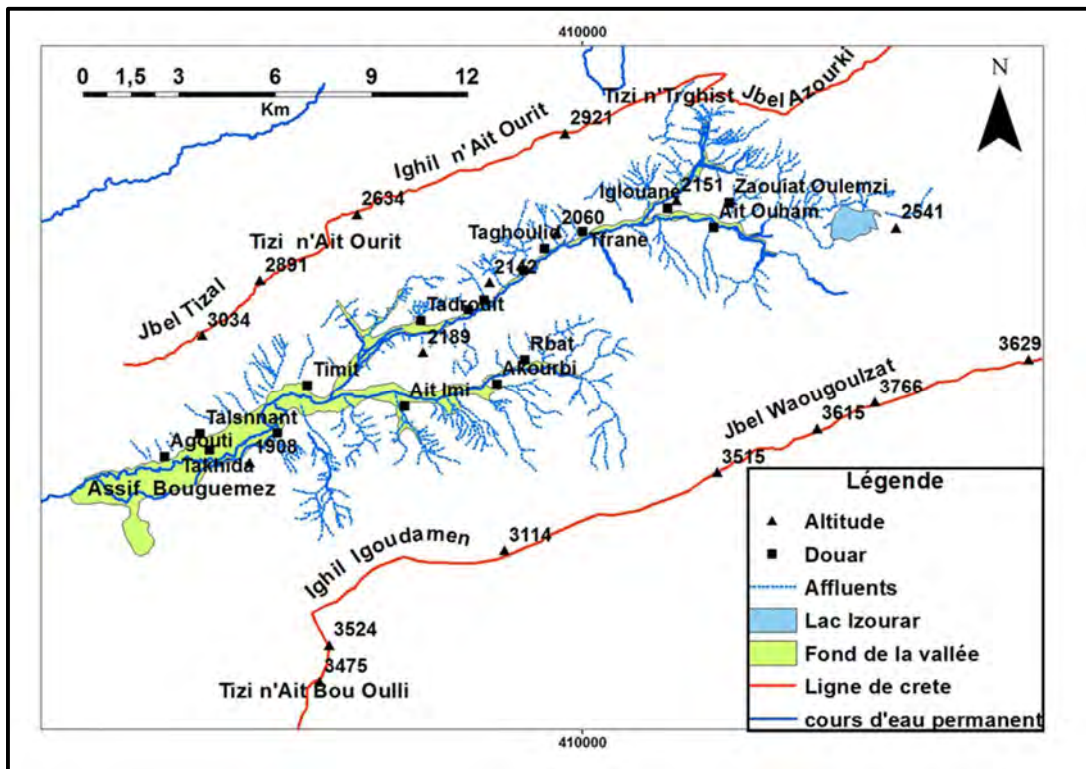 410000
0 1,5 3 6 9 12
Km
N
Tizi n'Trghist
Jbel Azourki
2921
Ighil n'Ait Ourit
2634
Iglouane
2151
Zaouiat Oulemzi
Ait Ouham
2541
Tizi n'Ait Ourit
Taghoulid
2060
Ifrane
2891
2142
Jbel Tizal
3034
Tadrouit
2189
Rbat
3629
Timit
Akourbi
Ait Imi
Jbel Waougoulzat
3766
3615
Talsnnant
Agouti
1908
Takhida
3515
Assif Bouguemez
Ighil Igoudamen
3114
3524
3475
Tizi n'Ait Bou Oulli
Légende
Altitude
Douar
Affluents
Lac Izourar
Fond de la vallée
Ligne de crete
cours d'eau permanent
410000